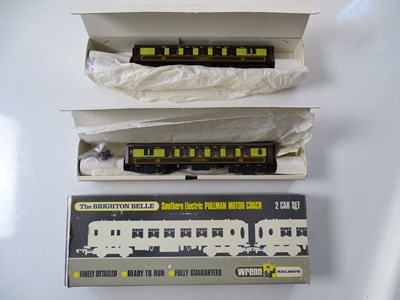 The BRIGHTON BELLE Southern Electric PULLMAN MOTOR COACH 2 CAR SET
FINELY DETAILED READY TO RUN FULLY GUARANTEED wrenn RAILWAYS